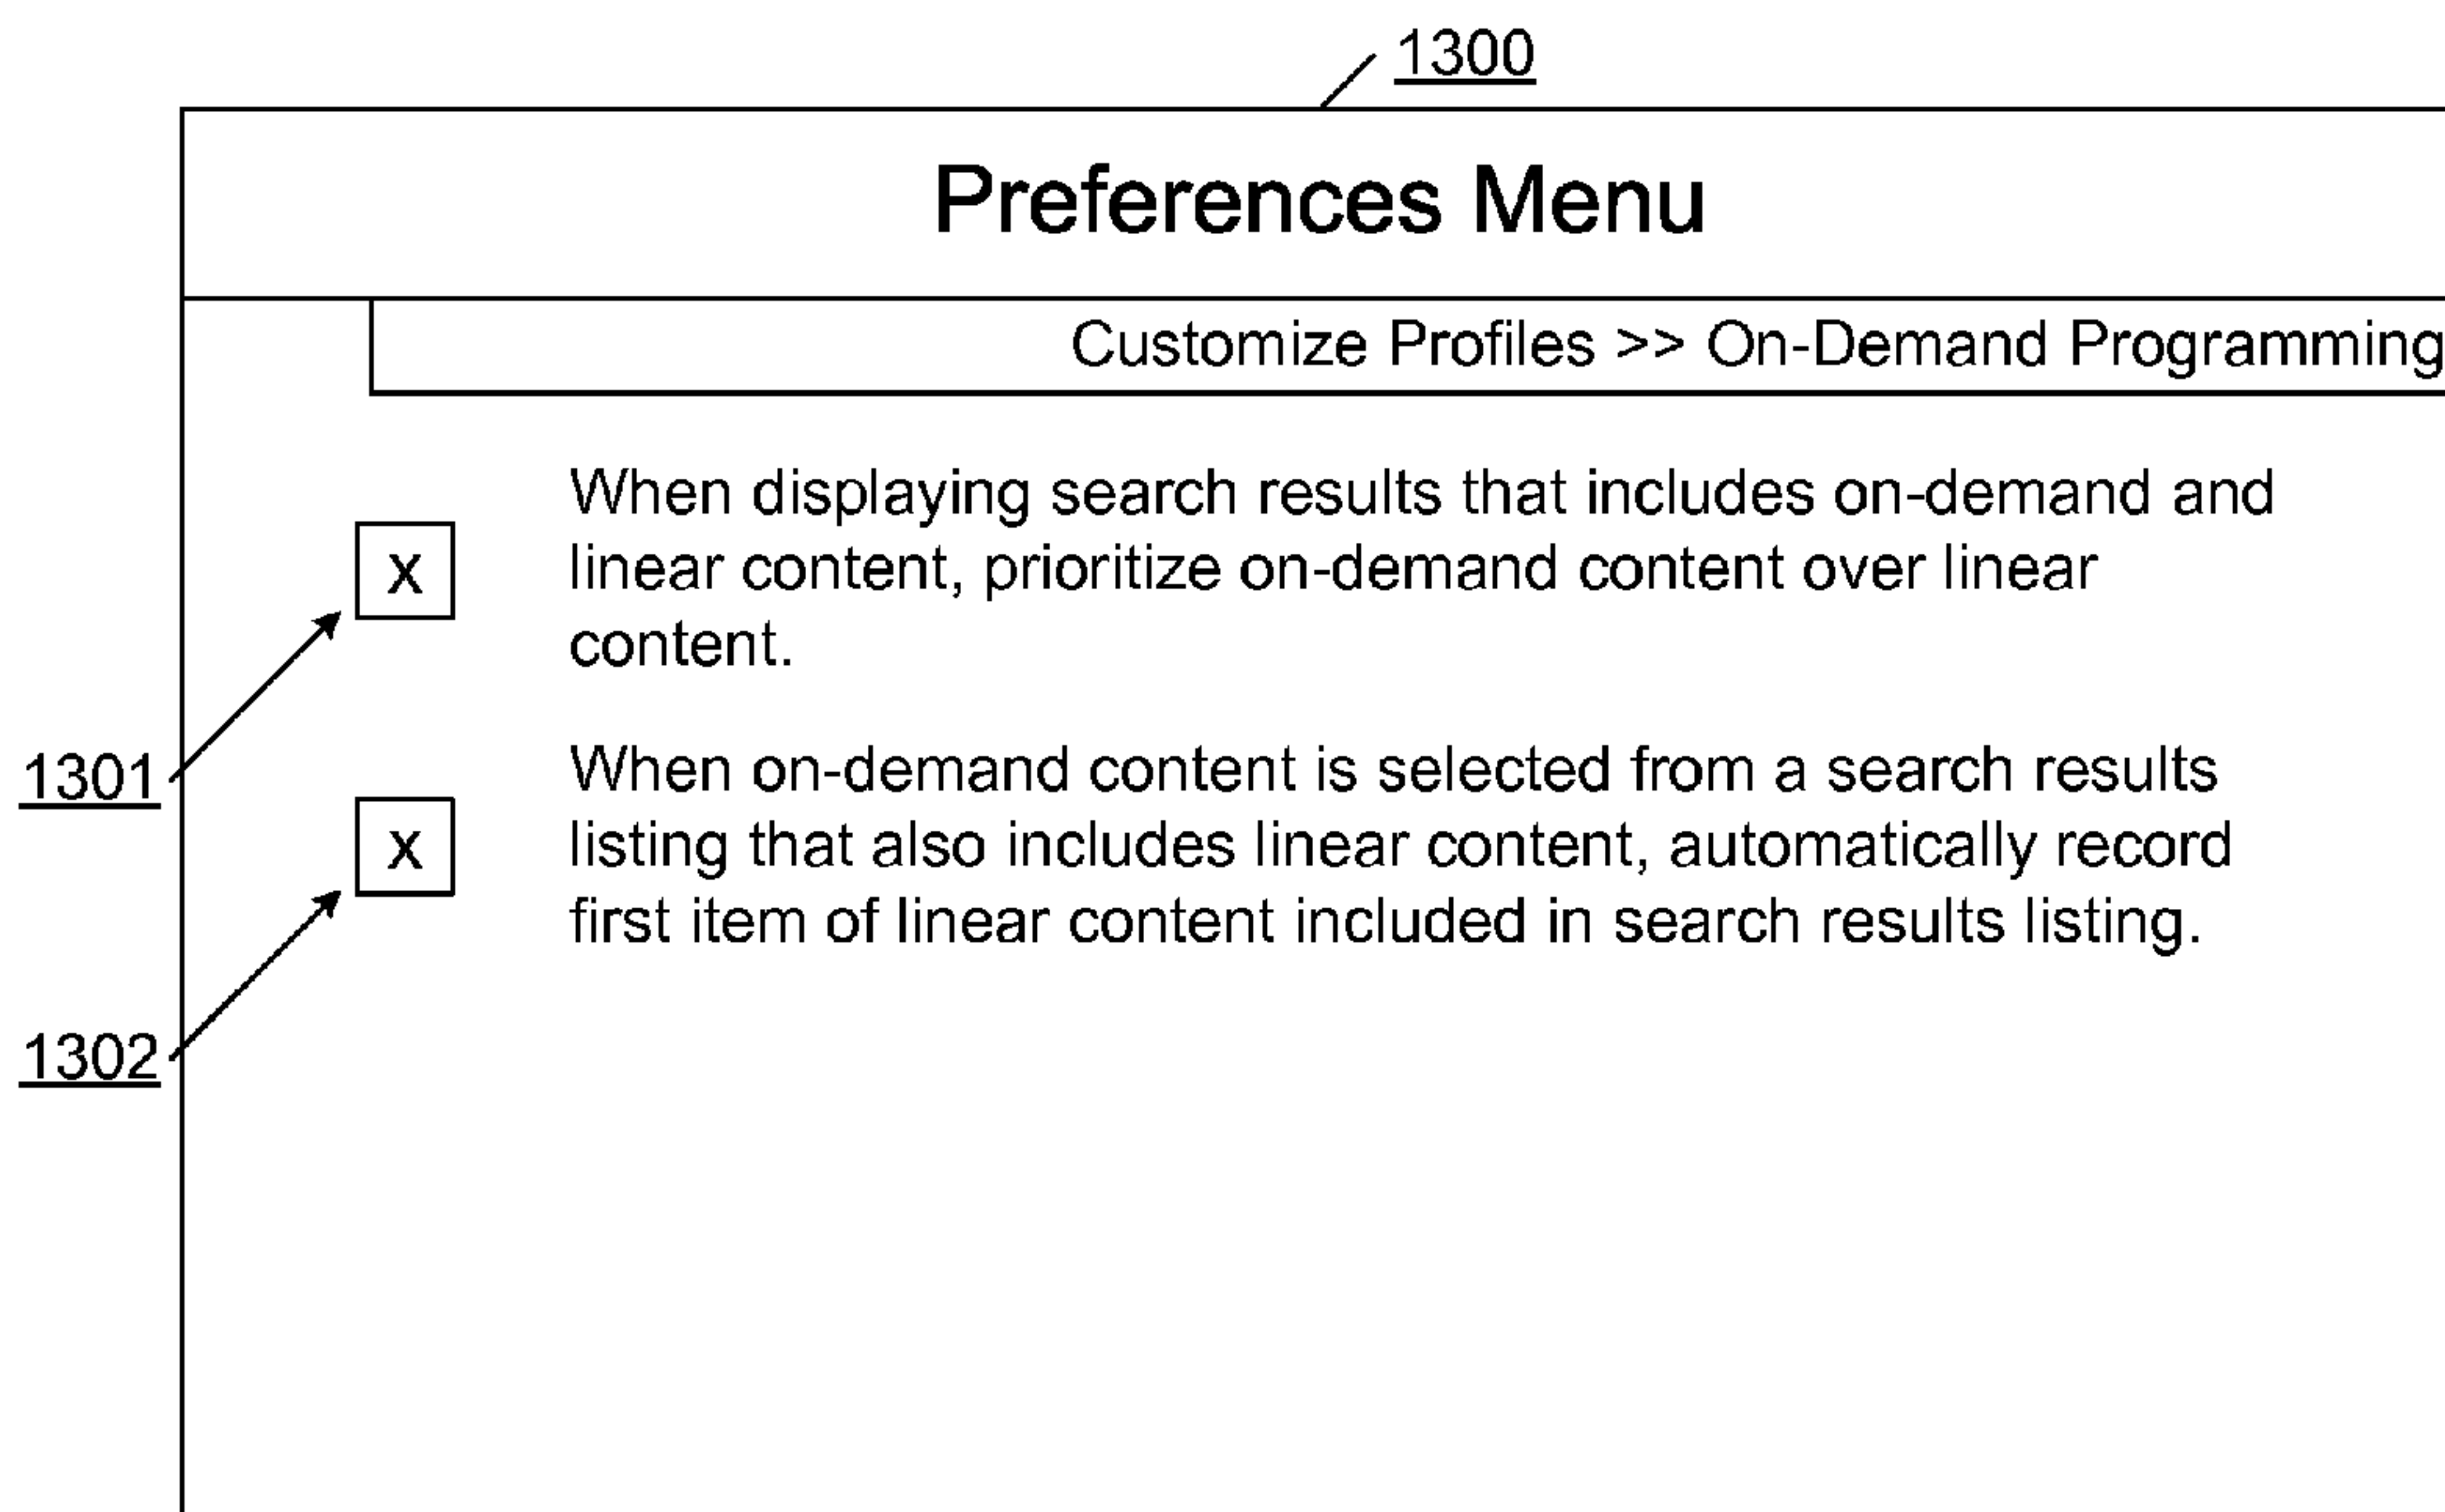 1300
Preferences Menu
Customize Profiles >> On-Demand Programming
X
When displaying search results that includes on-demand and
linear content, prioritize on-demand content over linear
content.
1301
X
When on-demand content is selected from a search results
listing that also includes linear content, automatically record
first item of linear content included in search results listing.
1302